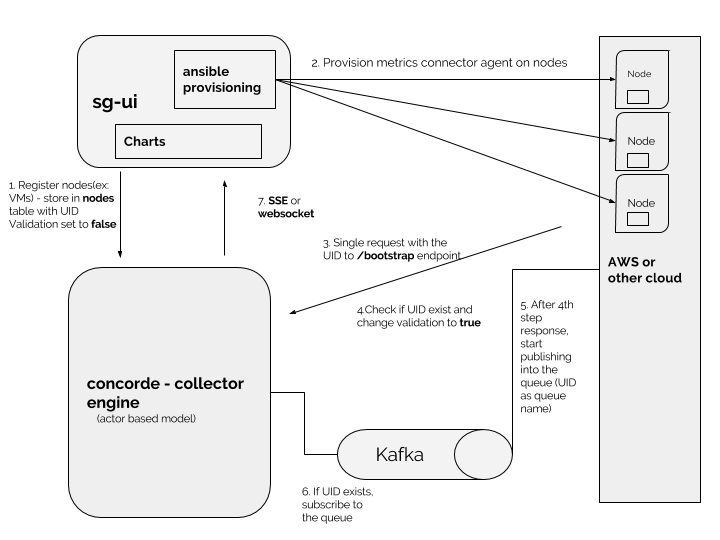 sg-ui
ansible
provisioning
Charts
2. Provision metrics connector agent on nodes
Node
Node
Node
AWS or
other cloud
1. Register nodes(ex:
VMs) - store in nodes
table with UID
Validation set to false
7. SSE or
websocket
3. Single request with the
UID to /bootstrap endpoint
4.Check if UID exist and
change validation to true
5. After 4th
step
response,
start
publishing
into the
queue (UID
as queue
name)
concorde - collector
engine
(actor based model)
Kafka
6. If UID exists,
subscribe to
the queue